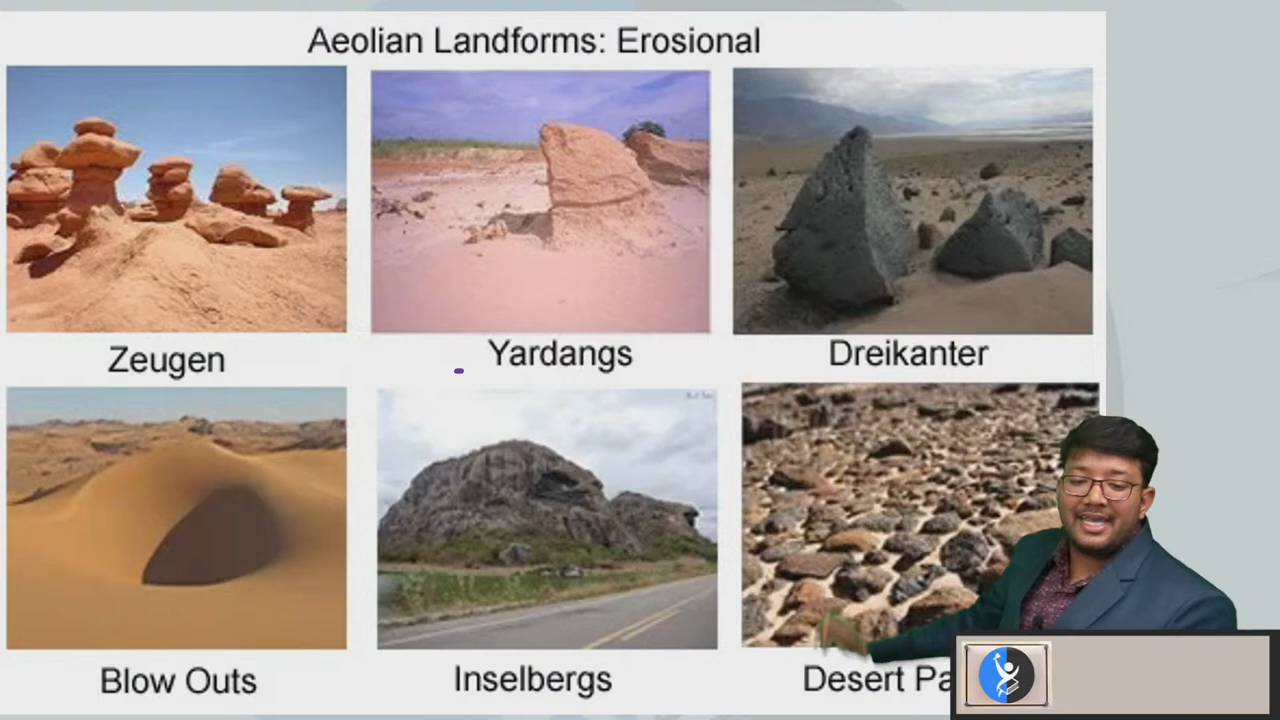 Aeolian Landforms: Erosional
Zeugen
Yardangs
Dreikanter
Blow Outs
Inselbergs
Desert Pa